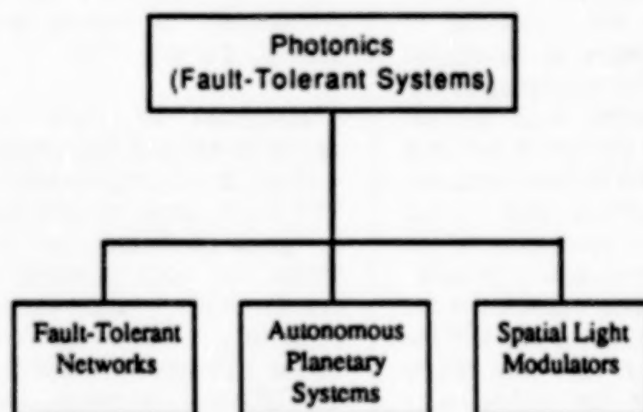 Photonics
(Fault-Tolerant Systems)
Fault-Tolerant
Networks
Autonomous
Planetary
Systems
Spatial Light
Modulators